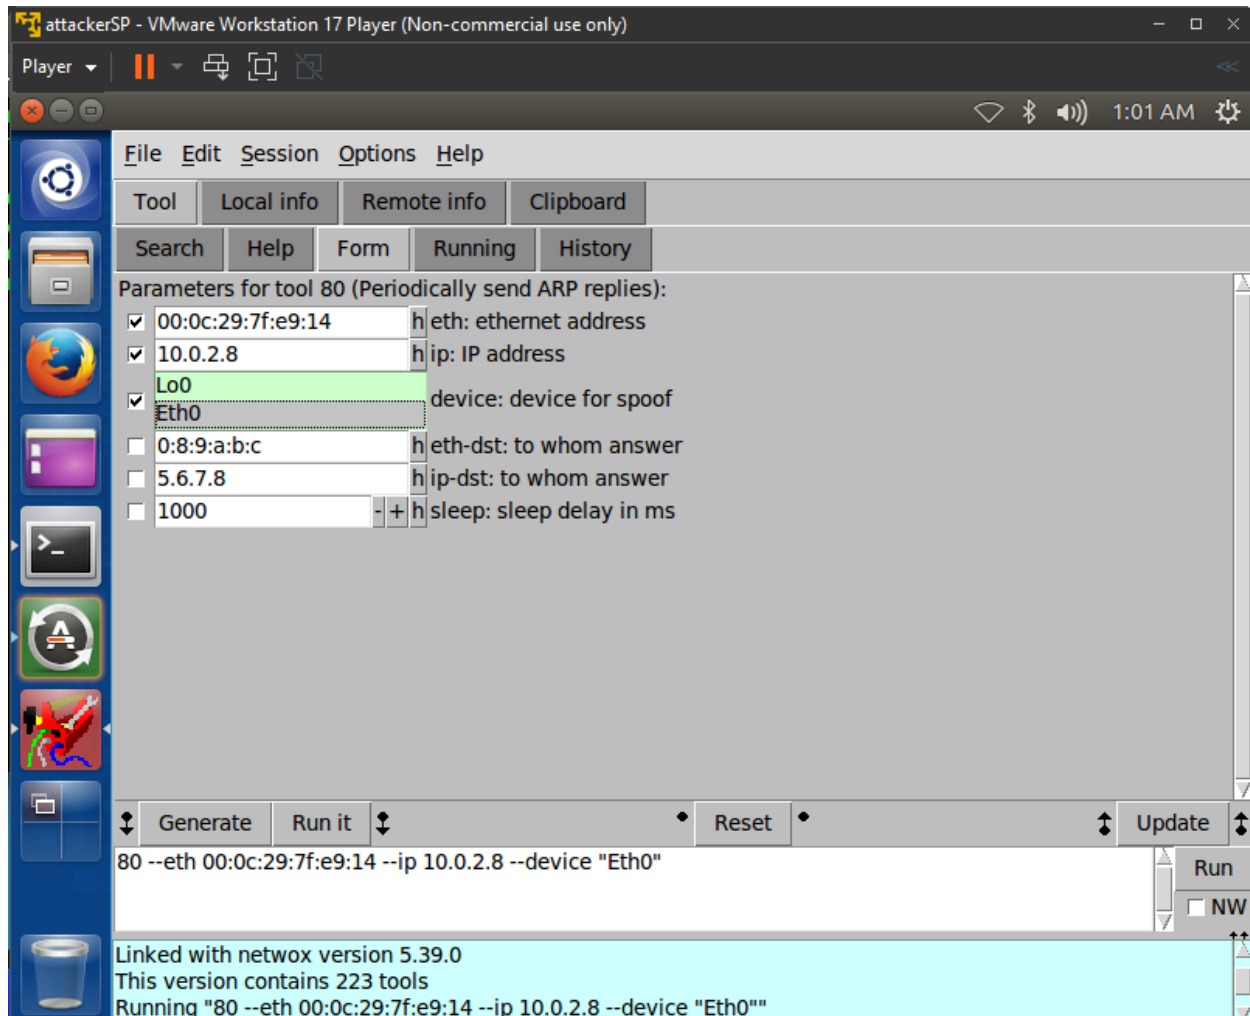 attackerSP - VMware Workstation 17 Player (Non-commercial use only)
Player
1:01 AM
File Edit Session Options Help
Tool Local info Remote info Clipboard
Search Help Form Running History
Parameters for tool 80 (Periodically send ARP replies):
00:0c:29:7f:e9:14 h eth: ethernet address
10.0.2.8 h ip: IP address
Lo0
device: device for spoof
Eth0
0:8:9:a:b:c h eth-dst: to whom answer
5.6.7.8 h ip-dst: to whom answer
1000 - + h sleep: sleep delay in ms
Generate Run it Reset Update
80 --eth 00:0c:29:7f:e9:14 --ip 10.0.2.8 --device "Eth0"
Run
NW
Linked with netwox version 5.39.0
This version contains 223 tools
Running "80 --eth 00:0c:29:7f:e9:14 --ip 10.0.2.8 --device "Eth0""